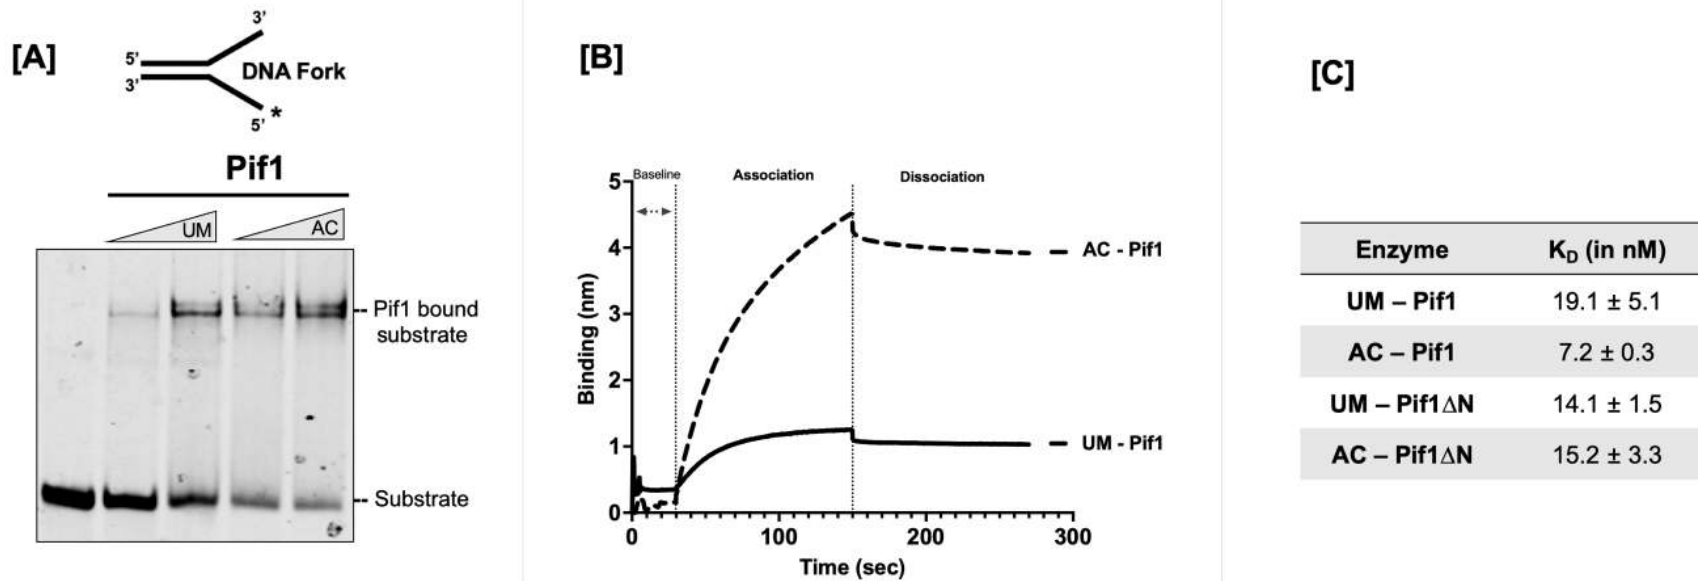 [A]
3'
5'
3'
DNA Fork
5'
*
Pif1
UM
AC
Pif1 bound
substrate
Substrate
[B]
Baseline
Association
Dissociation
5
4
3
2
1
0
Binding (nm)
AC - Pif1
UM - Pif1
0
100
200
300
Time (sec)
[C]
Enzyme K_D (in nM)
UM – Pif1 19.1 ± 5.1
AC – Pif1 7.2 ± 0.3
UM – Pif1ΔN 14.1 ± 1.5
AC – Pif1ΔN 15.2 ± 3.3